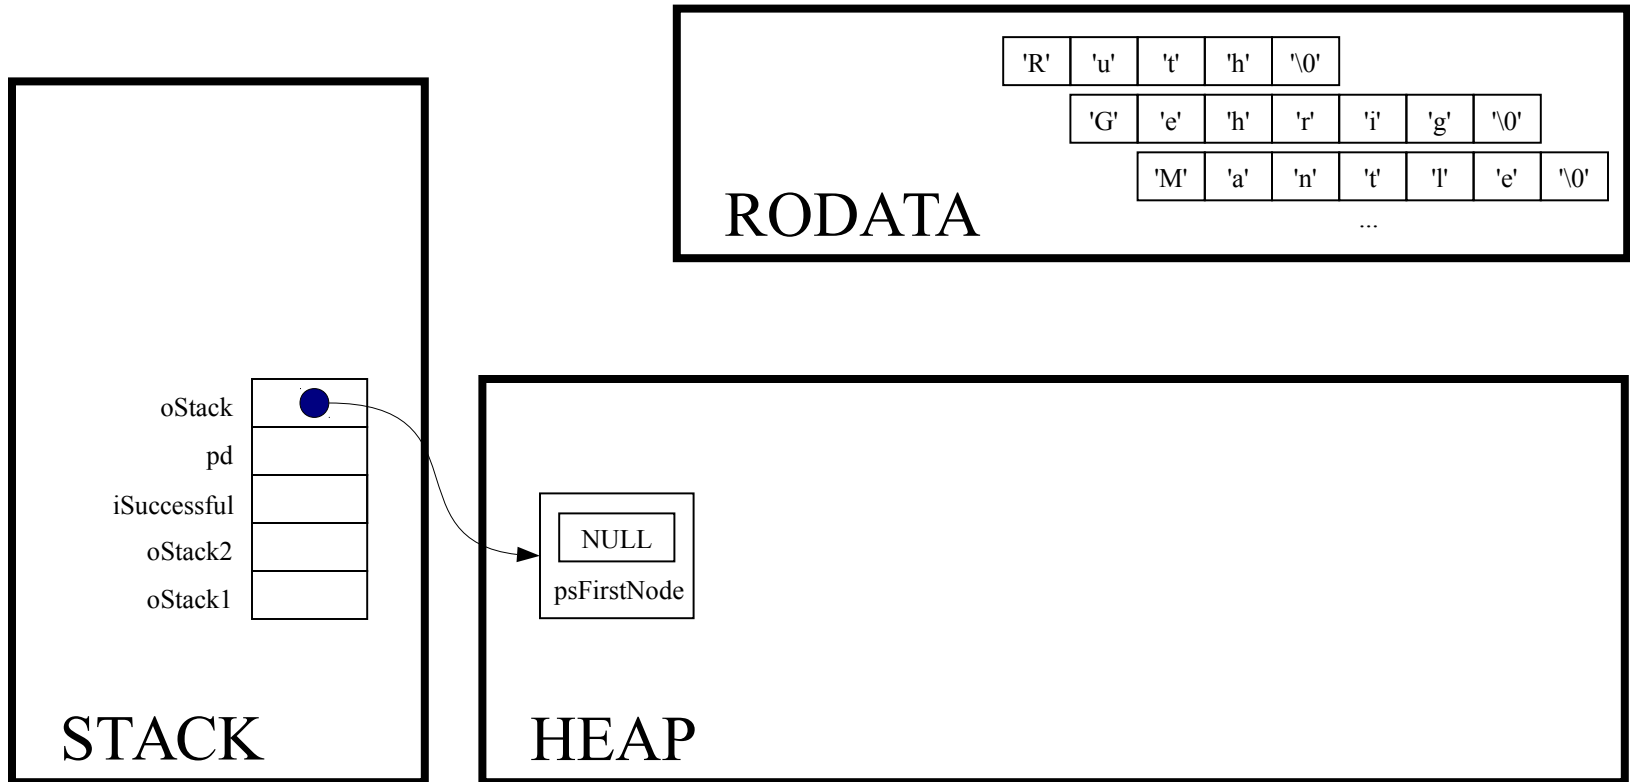 'R' 'u' 't' 'h' '\0'
'G' 'e' 'h' 'r' 'i' 'g' '\0'
'M' 'a' 'n' 't' 'l' 'e' '\0'
...
RODATA
oStack
pd
iSuccessful
oStack2
oStack1
STACK
NULL
psFirstNode
HEAP